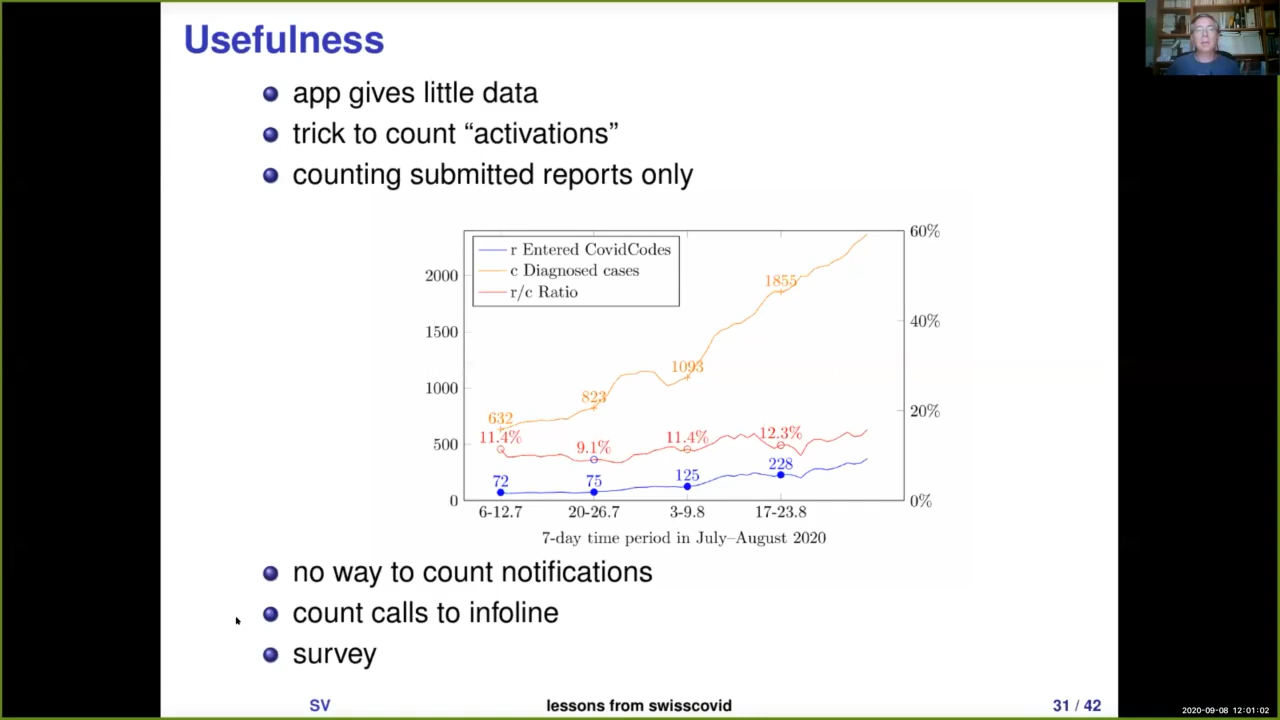 Usefulness
app gives little data
trick to count “activations”
counting submitted reports only
r Entered CovidCodes
c Diagnosed cases
r/c Ratio
2000
1500
1000
500
0
60%
40%
20%
0%
632
823
1093
1855
11.4%
9.1%
11.4%
12.3%
72
75
125
228
6-12.7
20-26.7
3-9.8
17-23.8
7-day time period in July–August 2020
no way to count notifications
count calls to infoline
survey
SV
lessons from swisscovid
31 / 42
2020-09-08 12:01:02